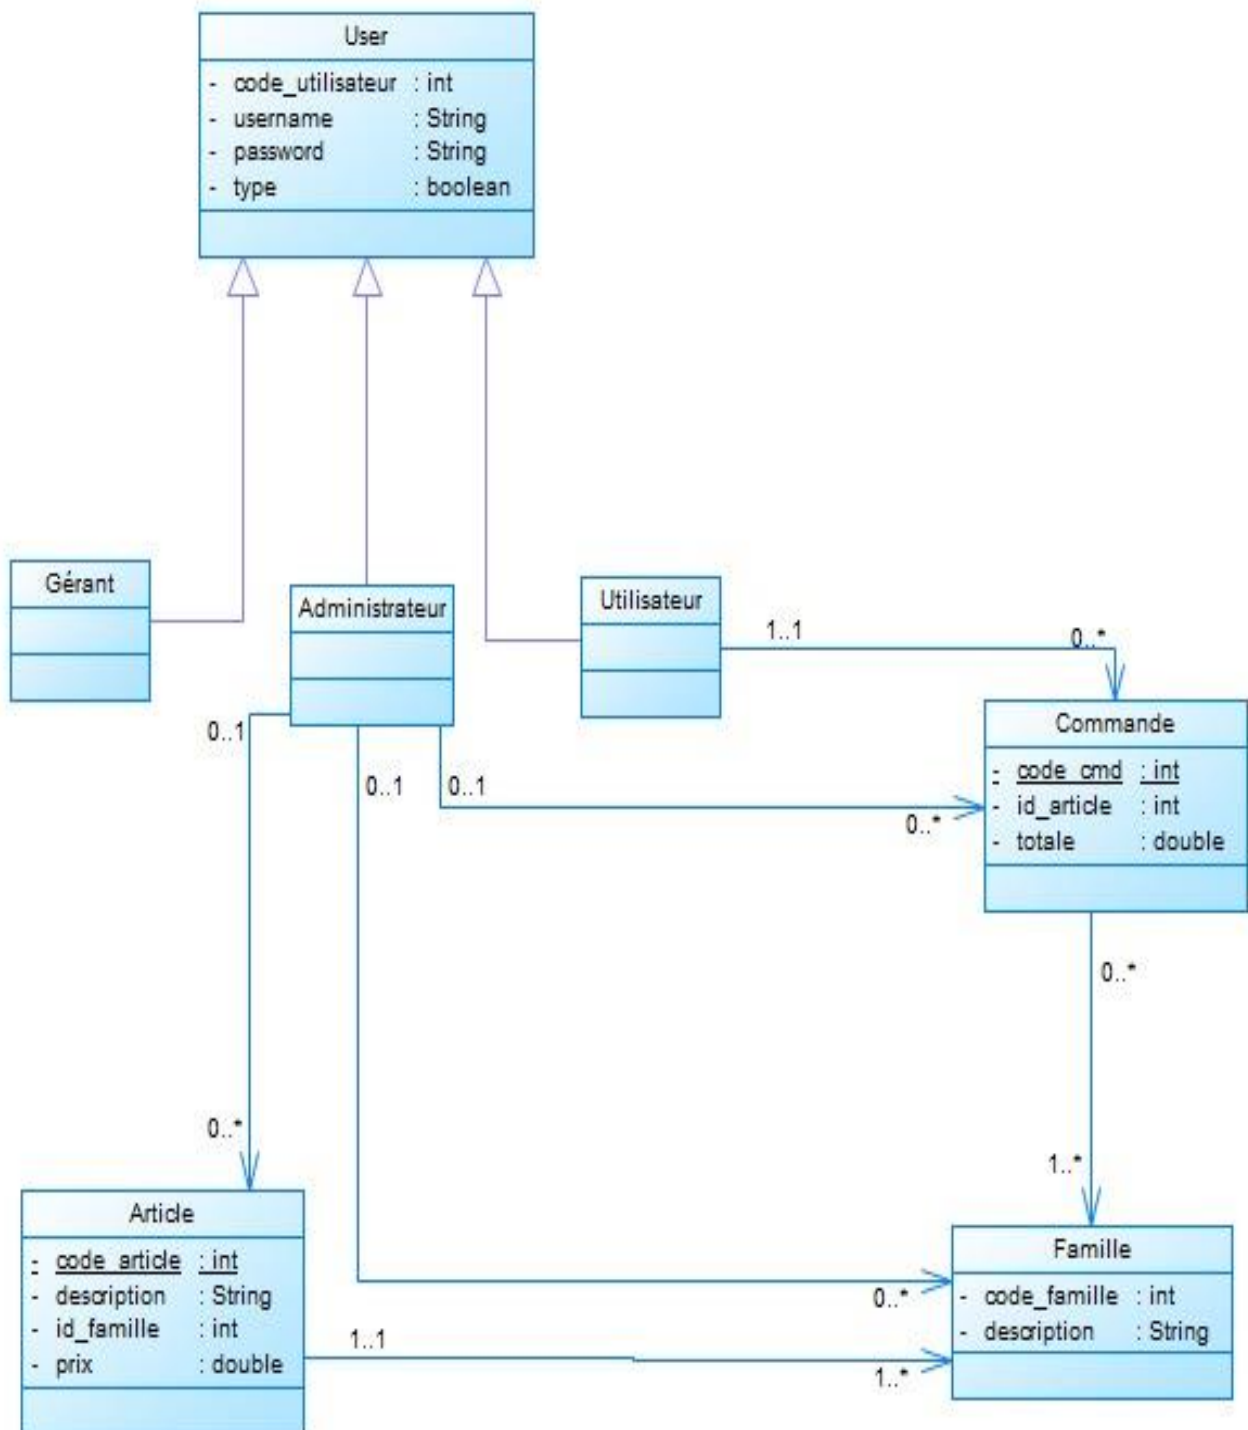 User
- code_utilisateur : int
- username : String
- password : String
- type : boolean
Gérant
Administrateur
Utilisateur
1..1
0..*
0..1
0..1
0..1
0..*
Commande
- code_cmd : int
- id_article : int
- totale : double
0..*
1..*
0..*
Article
- code_article : int
- description : String
- id_famille : int
- prix : double
Famille
- code_famille : int
- description : String
0..*
1..1
1..*